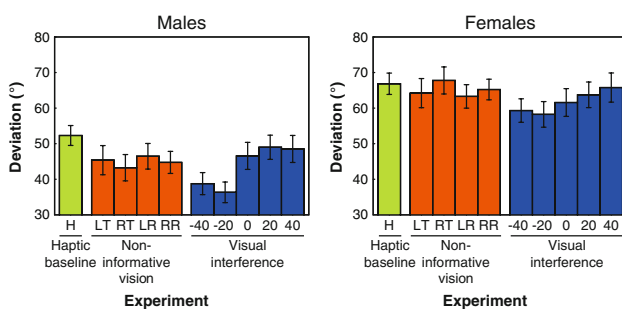 Males
80
70
60
50
40
30
Deviation (°)
H LT RT LR RR -40 -20 0 20 40
Haptic baseline
Non-informative vision
Visual interference
Experiment
Females
80
70
60
50
40
30
Deviation (°)
H LT RT LR RR -40 -20 0 20 40
Haptic baseline
Non-informative vision
Visual interference
Experiment